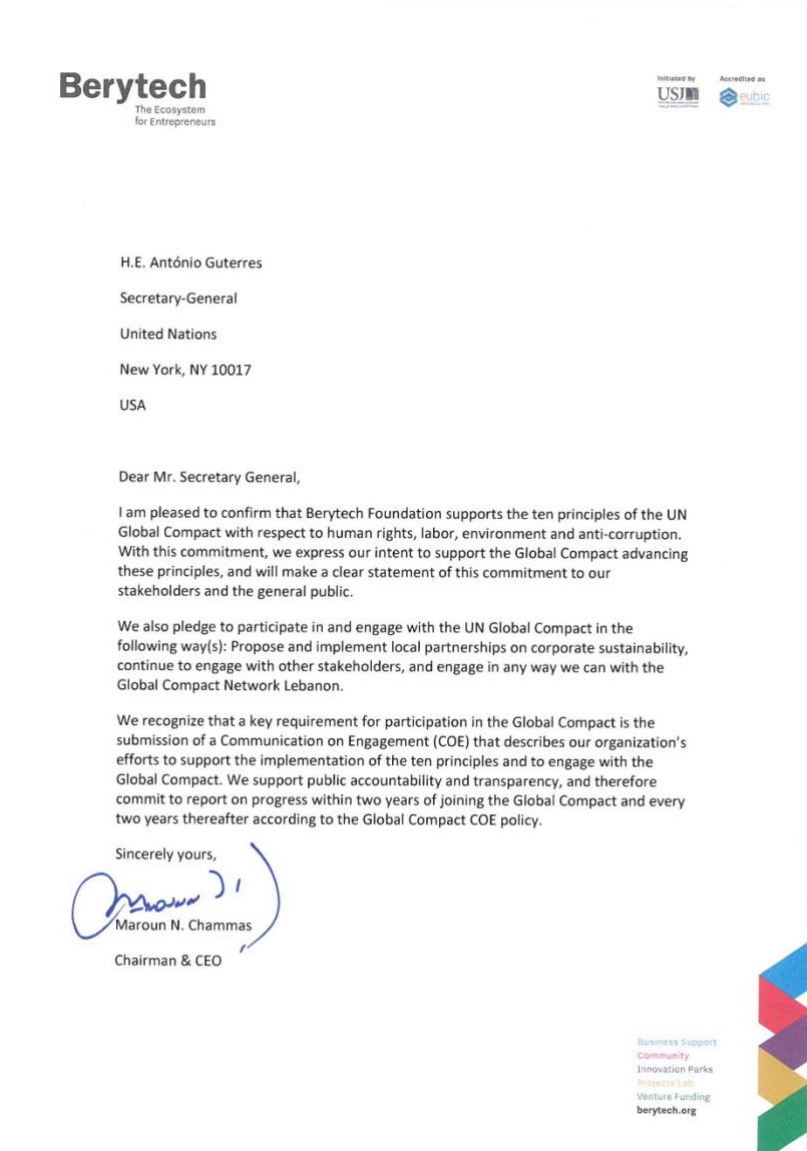 Berytech
The Ecosystem
for Entrepreneurs
Initiated by
USJ
Accredited as
eubic
H.E. António Guterres
Secretary-General
United Nations
New York, NY 10017
USA
Dear Mr. Secretary General,
I am pleased to confirm that Berytech Foundation supports the ten principles of the UN
Global Compact with respect to human rights, labor, environment and anti-corruption.
With this commitment, we express our intent to support the Global Compact advancing
these principles, and will make a clear statement of this commitment to our
stakeholders and the general public.
We also pledge to participate in and engage with the UN Global Compact in the
following way(s): Propose and implement local partnerships on corporate sustainability,
continue to engage with other stakeholders, and engage in any way we can with the
Global Compact Network Lebanon.
We recognize that a key requirement for participation in the Global Compact is the
submission of a Communication on Engagement (COE) that describes our organization's
efforts to support the implementation of the ten principles and to engage with the
Global Compact. We support public accountability and transparency, and therefore
commit to report on progress within two years of joining the Global Compact and every
two years thereafter according to the Global Compact COE policy.
Sincerely yours,
Maroun N. Chammas
Chairman & CEO
Business Support
Community
Innovation Parks
Projects Lab
Venture Funding
berytech.org